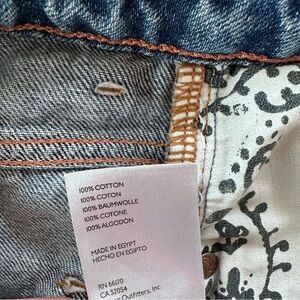 100% COTTON
100% COTON
100% BAUMWOLLE
100% COTONE
100% ALGODÓN
MADE IN EGYPT
HECHO EN EGIPTO
RN 66170
CA 32054
Outfitters, Inc.